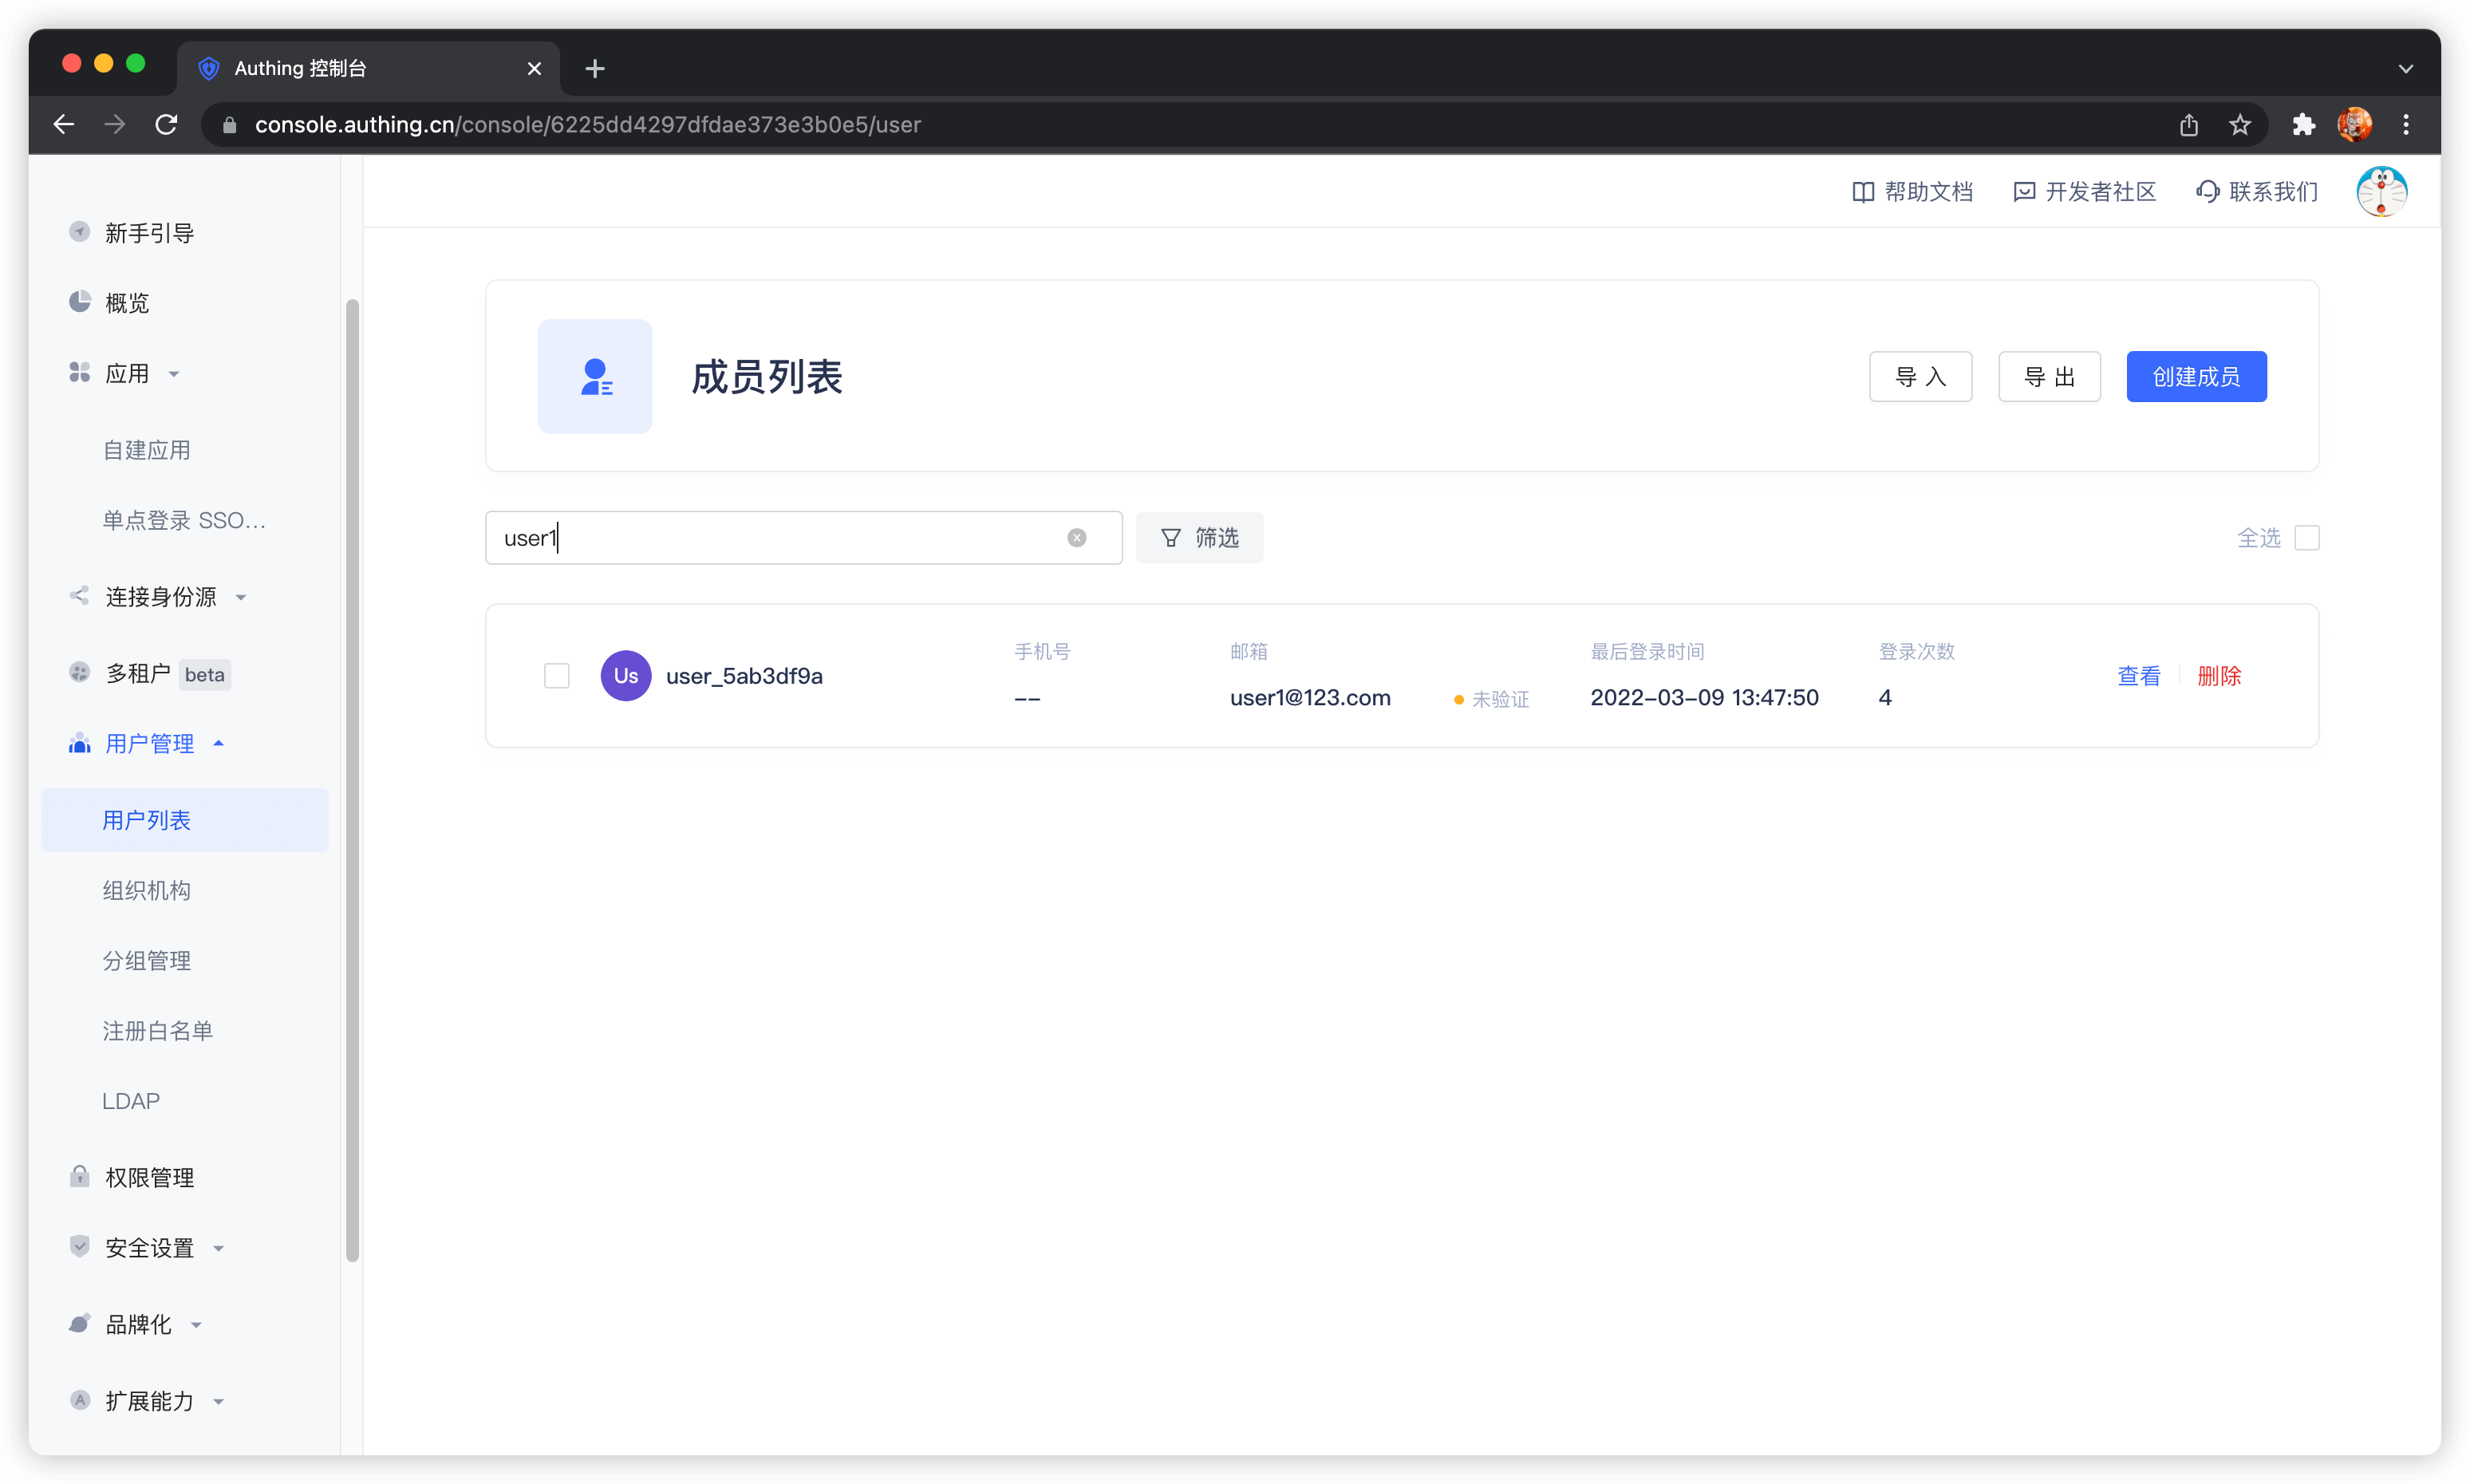 Authing 控制台
console.authing.cn/console/6225dd4297dfdae373e3b0e5/user
帮助文档 开发者社区 联系我们
新手引导
概览
应用
自建应用
单点登录 SSO...
连接身份源
多租户 beta
用户管理
用户列表
组织机构
分组管理
注册白名单
LDAP
权限管理
安全设置
品牌化
扩展能力
成员列表
导 入 导 出 创建成员
user1 筛选 全选
手机号 邮箱 最后登录时间 登录次数
Us user_5ab3df9a -- user1@123.com 未验证 2022-03-09 13:47:50 4 查看 删除